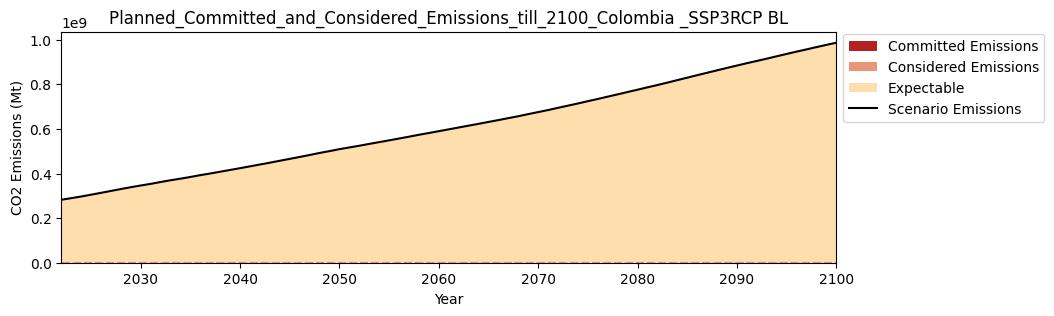 Planned_Committed_and_Considered_Emissions_till_2100_Colombia _SSP3RCP BL
1e9
1.0
0.8
0.6
0.4
0.2
0.0
CO2 Emissions (Mt)
2030 2040 2050 2060 2070 2080 2090 2100
Year
Committed Emissions
Considered Emissions
Expectable
Scenario Emissions